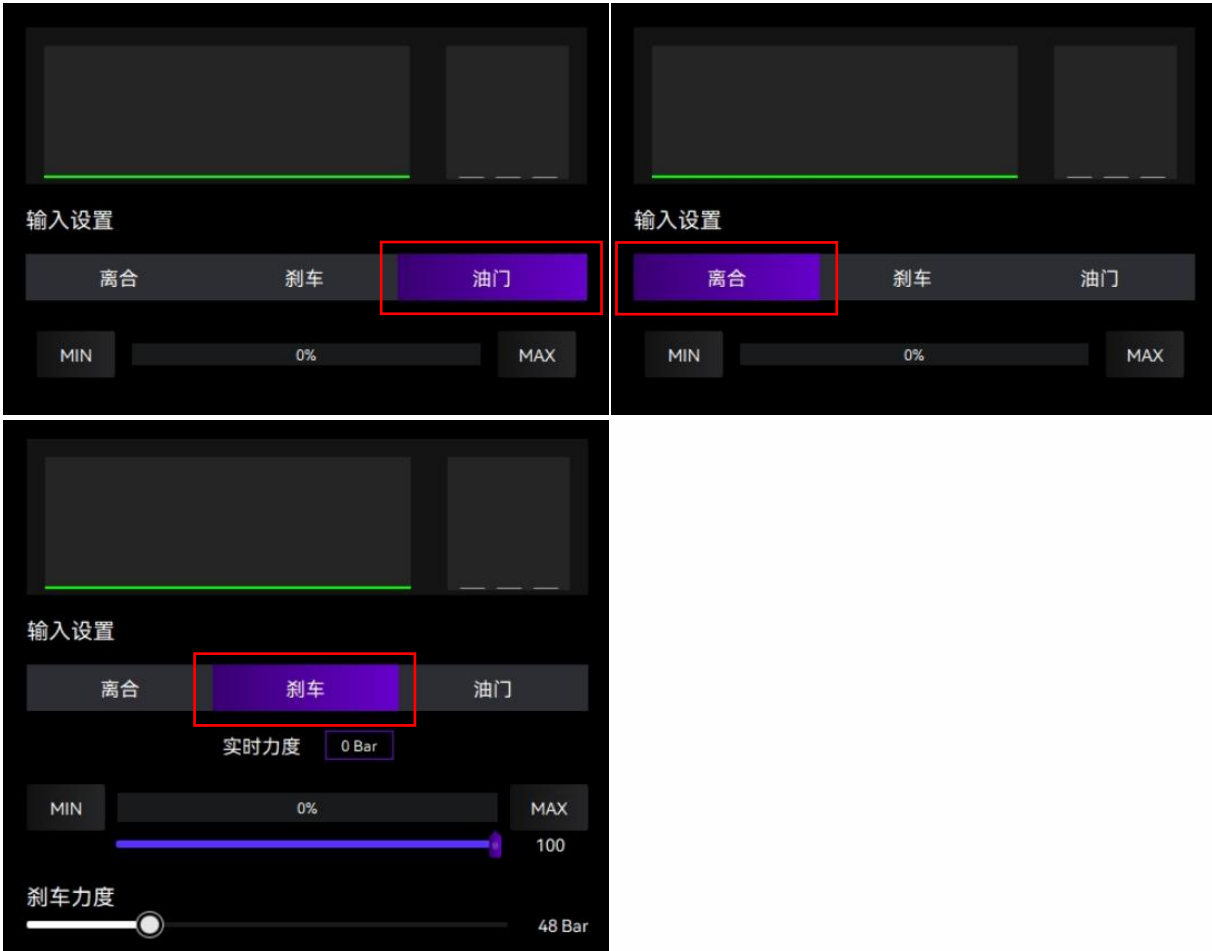 输入设置
离合 刹车 油门
MIN 0% MAX
输入设置
离合 刹车 油门
MIN 0% MAX
输入设置
离合 刹车 油门
实时力度 0 Bar
MIN 0% MAX
100
刹车力度
48 Bar